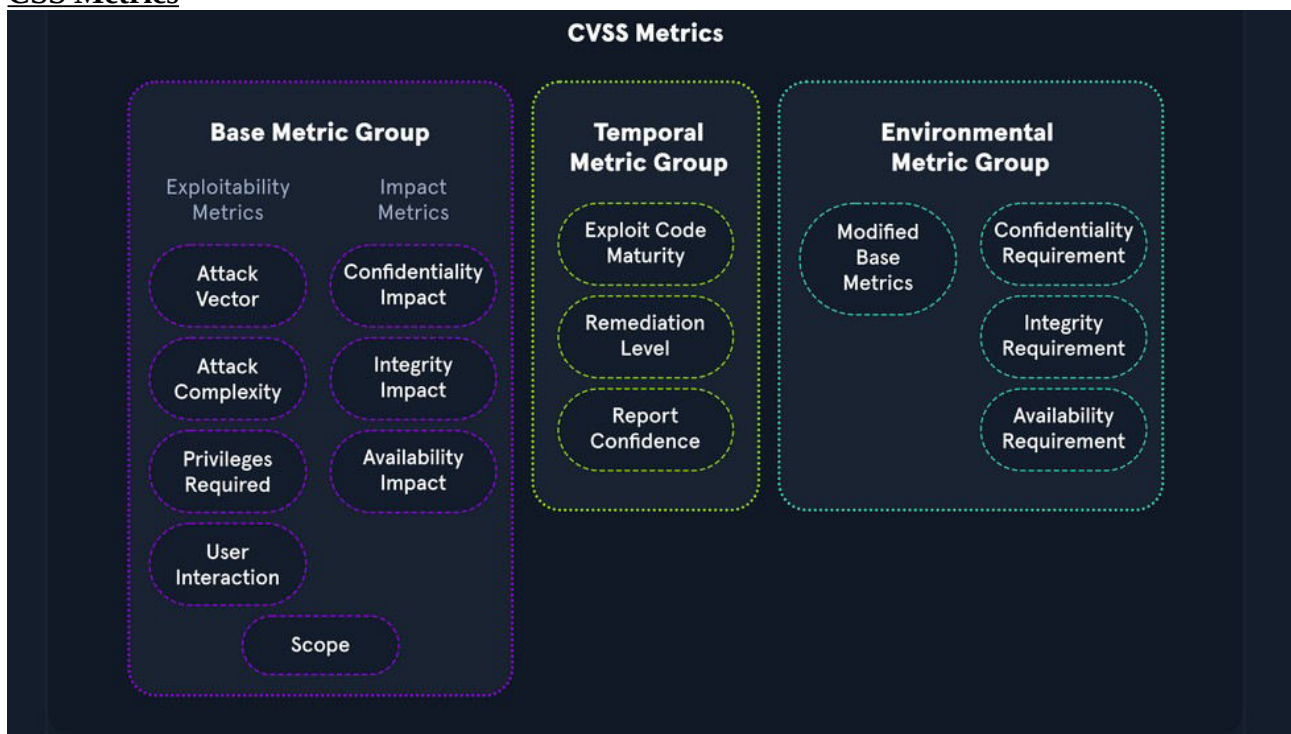 CSS Metrics
CVSS Metrics
Base Metric Group
Exploitability
Metrics
Attack
Vector
Attack
Complexity
Privileges
Required
User
Interaction
Impact
Metrics
Confidentiality
Impact
Integrity
Impact
Availability
Impact
Scope
Temporal
Metric Group
Exploit Code
Maturity
Remediation
Level
Report
Confidence
Environmental
Metric Group
Modified
Base
Metrics
Confidentiality
Requirement
Integrity
Requirement
Availability
Requirement